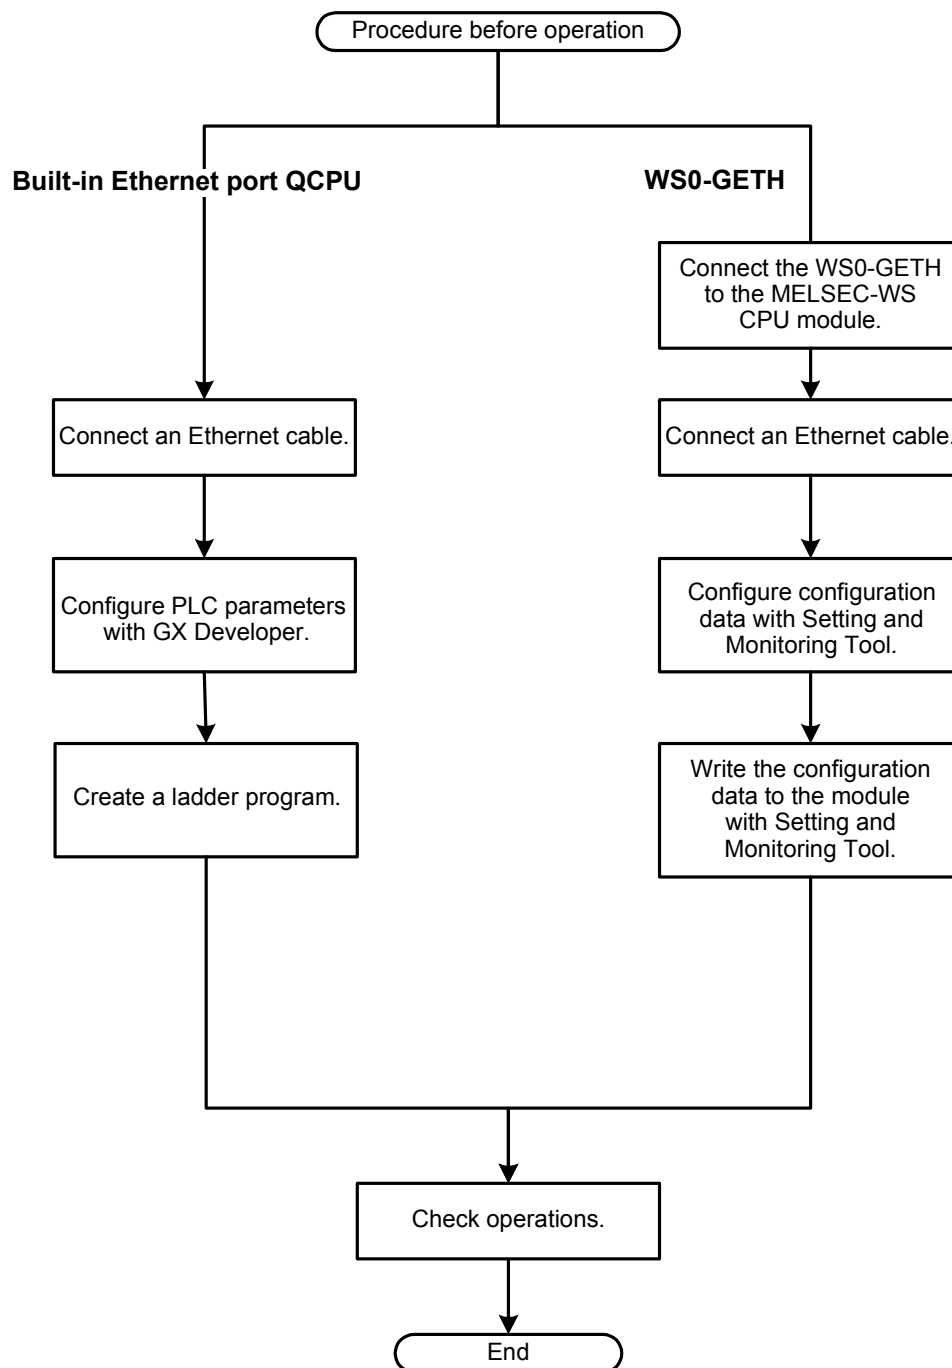 Procedure before operation
Built-in Ethernet port QCPU
WS0-GETH
Connect the WS0-GETH
to the MELSEC-WS
CPU module.
Connect an Ethernet cable.
Connect an Ethernet cable.
Configure PLC parameters
with GX Developer.
Configure configuration
data with Setting and
Monitoring Tool.
Create a ladder program.
Write the configuration
data to the module
with Setting and
Monitoring Tool.
Check operations.
End